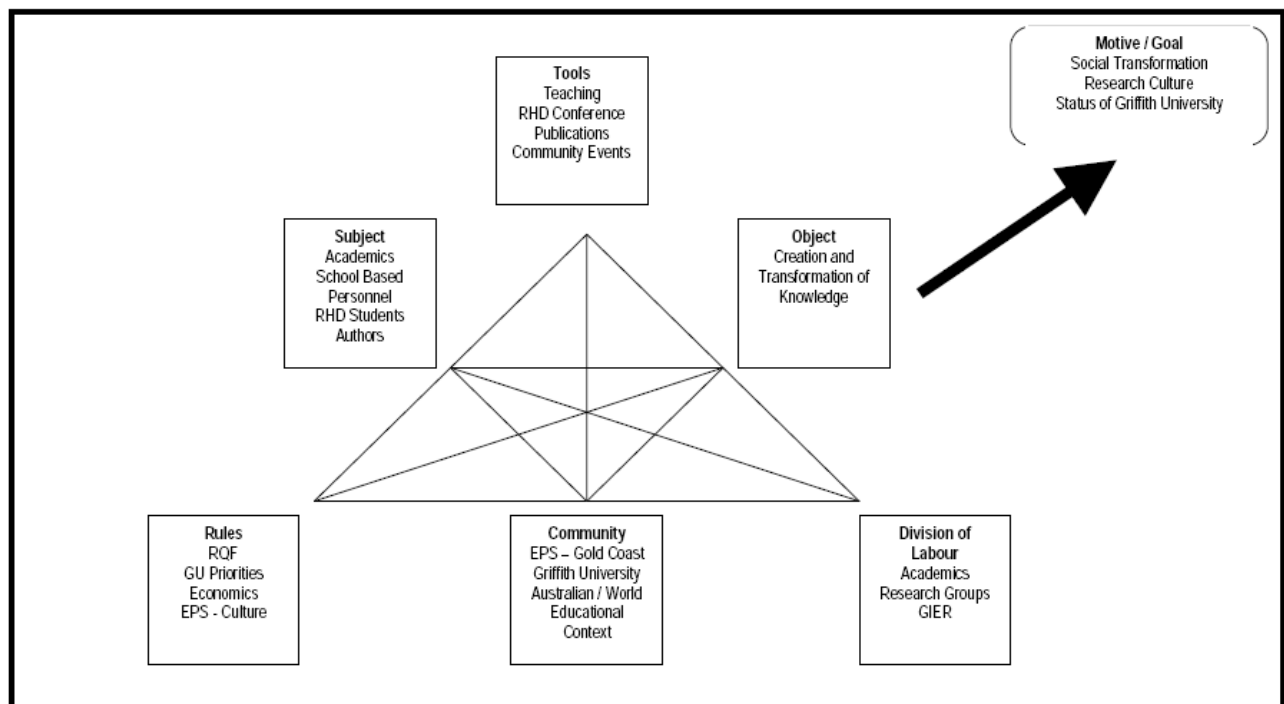 Motive / Goal
Social Transformation
Research Culture
Status of Griffith University
Tools
Teaching
RHD Conference
Publications
Community Events
Subject
Academics
School Based
Personnel
RHD Students
Authors
Object
Creation and
Transformation of
Knowledge
Rules
RQF
GU Priorities
Economics
EPS - Culture
Community
EPS – Gold Coast
Griffith University
Australian / World
Educational
Context
Division of
Labour
Academics
Research Groups
GIER